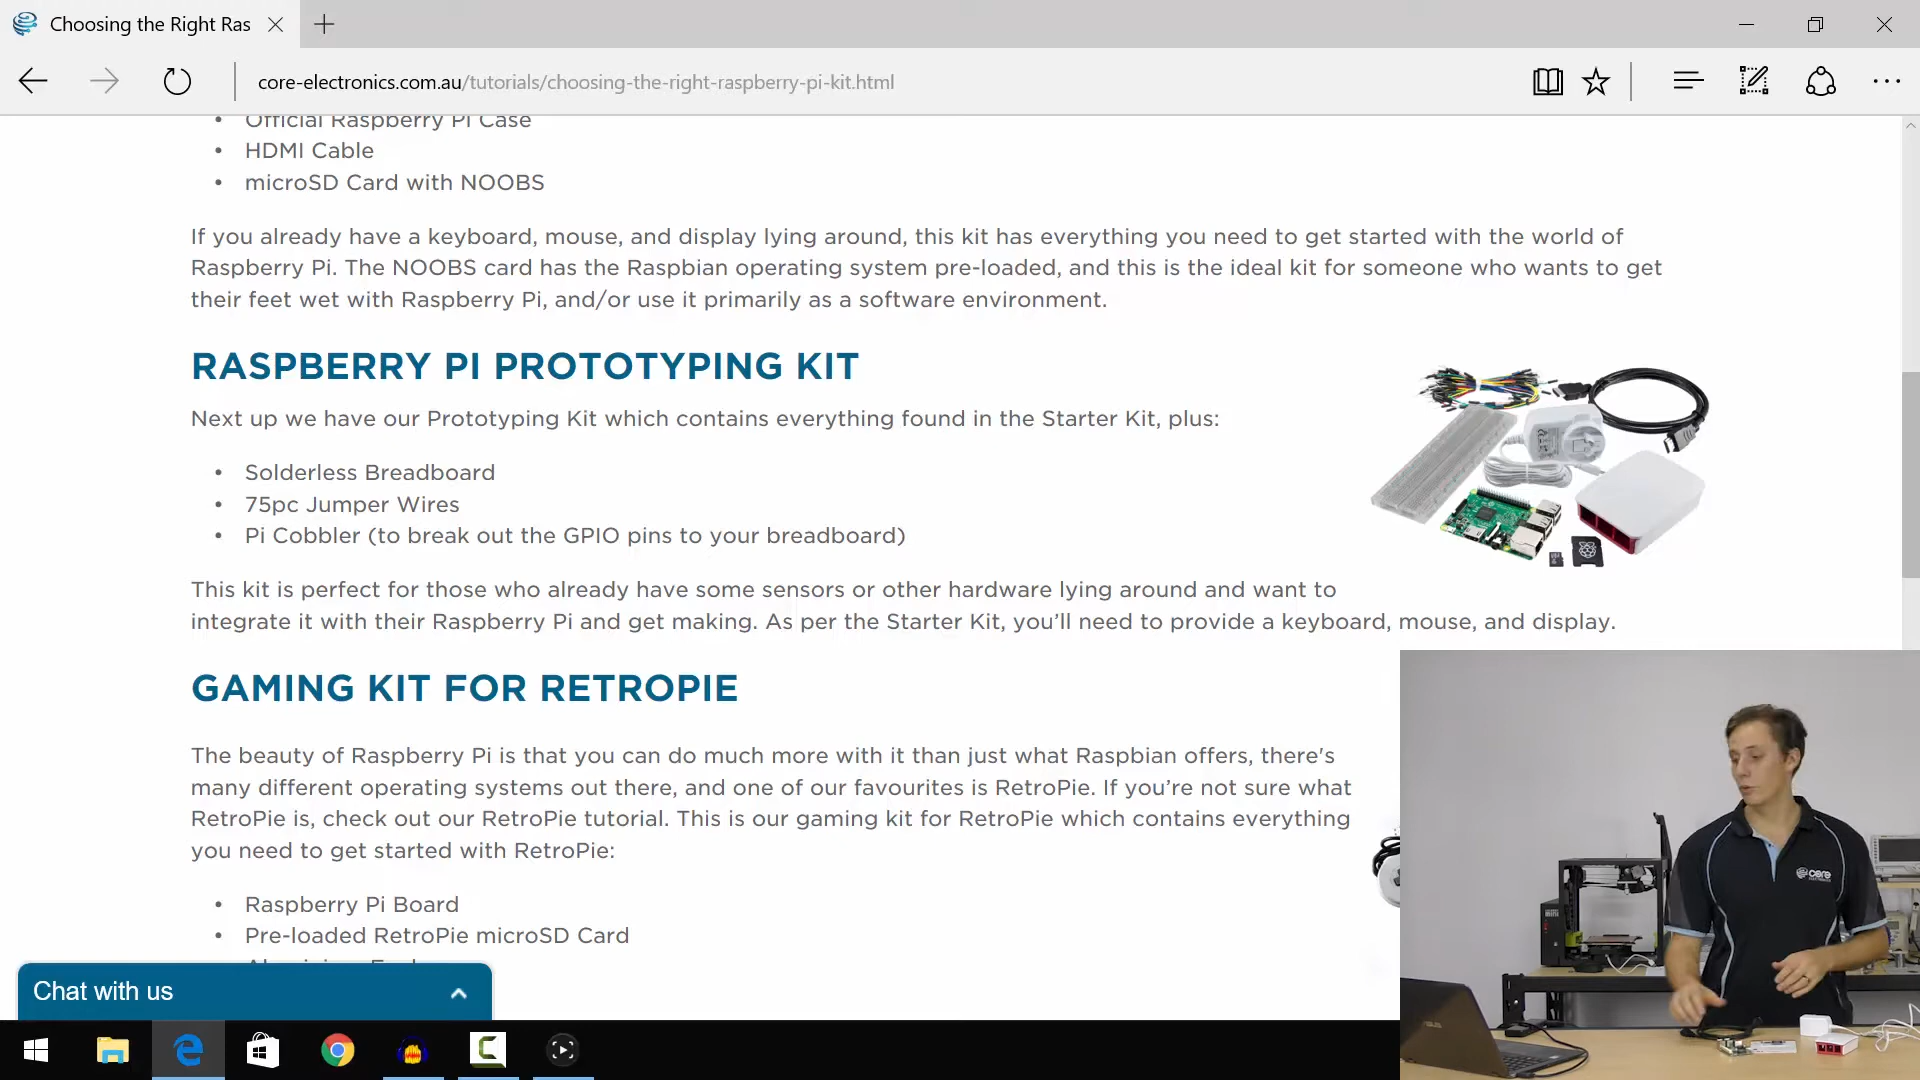 Choosing the Right Ras
core-electronics.com.au/tutorials/choosing-the-right-raspberry-pi-kit.html
• Official Raspberry Pi Case
• HDMI Cable
• microSD Card with NOOBS
If you already have a keyboard, mouse, and display lying around, this kit has everything you need to get started with the world of
Raspberry Pi. The NOOBS card has the Raspbian operating system pre-loaded, and this is the ideal kit for someone who wants to get
their feet wet with Raspberry Pi, and/or use it primarily as a software environment.
RASPBERRY PI PROTOTYPING KIT
Next up we have our Prototyping Kit which contains everything found in the Starter Kit, plus:
• Solderless Breadboard
• 75pc Jumper Wires
• Pi Cobbler (to break out the GPIO pins to your breadboard)
This kit is perfect for those who already have some sensors or other hardware lying around and want to
integrate it with their Raspberry Pi and get making. As per the Starter Kit, you’ll need to provide a keyboard, mouse, and display.
GAMING KIT FOR RETROPIE
The beauty of Raspberry Pi is that you can do much more with it than just what Raspbian offers, there's
many different operating systems out there, and one of our favourites is RetroPie. If you’re not sure what
RetroPie is, check out our RetroPie tutorial. This is our gaming kit for RetroPie which contains everything
you need to get started with RetroPie:
• Raspberry Pi Board
• Pre-loaded RetroPie microSD Card
Chat with us
core